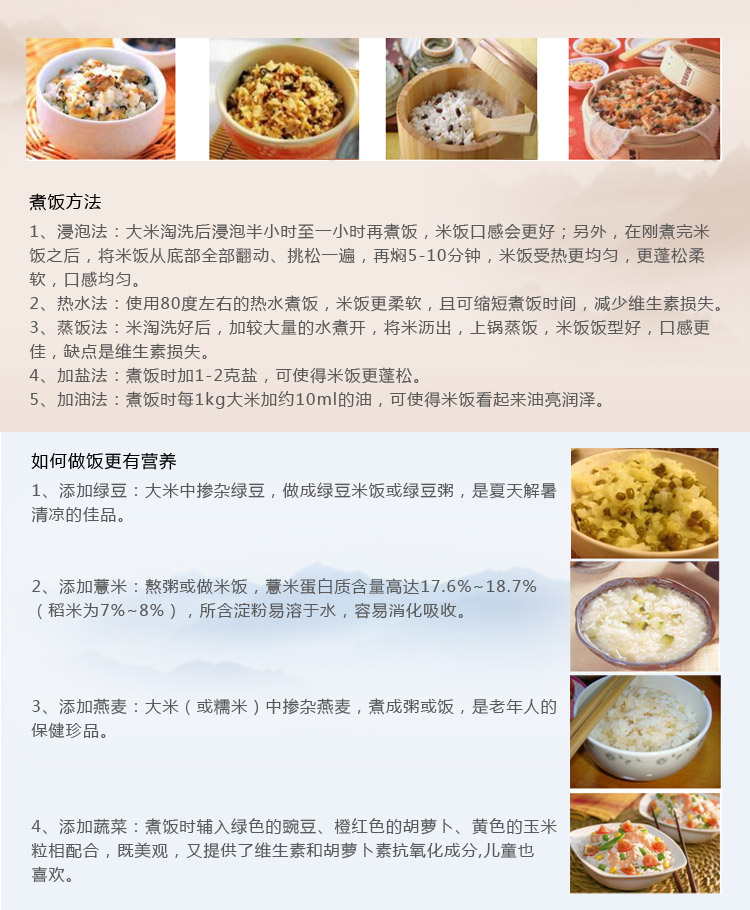 煮饭方法
1、浸泡法：大米淘洗后浸泡半小时至一小时再煮饭，米饭口感会更好；另外，在刚煮完米
饭之后，将米饭从底部全部翻动、挑松一遍，再焖5-10分钟，米饭受热更均匀，更蓬松柔
软，口感均匀。
2、热水法：使用80度左右的热水煮饭，米饭更柔软，且可缩短煮饭时间，减少维生素损失。
3、蒸饭法：米淘洗好后，加较大量的水煮开，将米沥出，上锅蒸饭，米饭饭型好，口感更
佳，缺点是维生素损失。
4、加盐法：煮饭时加1-2克盐，可使得米饭更蓬松。
5、加油法：煮饭时每1kg大米加约10ml的油，可使得米饭看起来油亮润泽。
如何做饭更有营养
1、添加绿豆：大米中掺杂绿豆，做成绿豆米饭或绿豆粥，是夏天解暑
清凉的佳品。
2、添加薏米：熬粥或做米饭，薏米蛋白质含量高达17.6%~18.7%
（稻米为7%~8%），所含淀粉易溶于水，容易消化吸收。
3、添加燕麦：大米（或糯米）中掺杂燕麦，煮成粥或饭，是老年人的
保健珍品。
4、添加蔬菜：煮饭时辅入绿色的豌豆、橙红色的胡萝卜、黄色的玉米
粒相配合，既美观，又提供了维生素和胡萝卜素抗氧化成分,儿童也
喜欢。